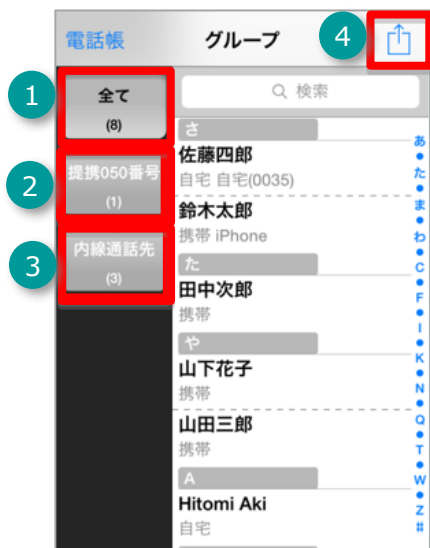 電話帳 グループ 4
1 全て
(8)
検索
2 提携050番号
(1)
3 内線通話先
(3)
さ
佐藤四郎
自宅 自宅(0035)
鈴木太郎
携帯 iPhone
た
田中次郎
携帯
や
山下花子
携帯
山田三郎
携帯
A
Hitomi Aki
自宅
あ
た
ま
わ
C
F
I
K
N
Q
T
W
Z
#